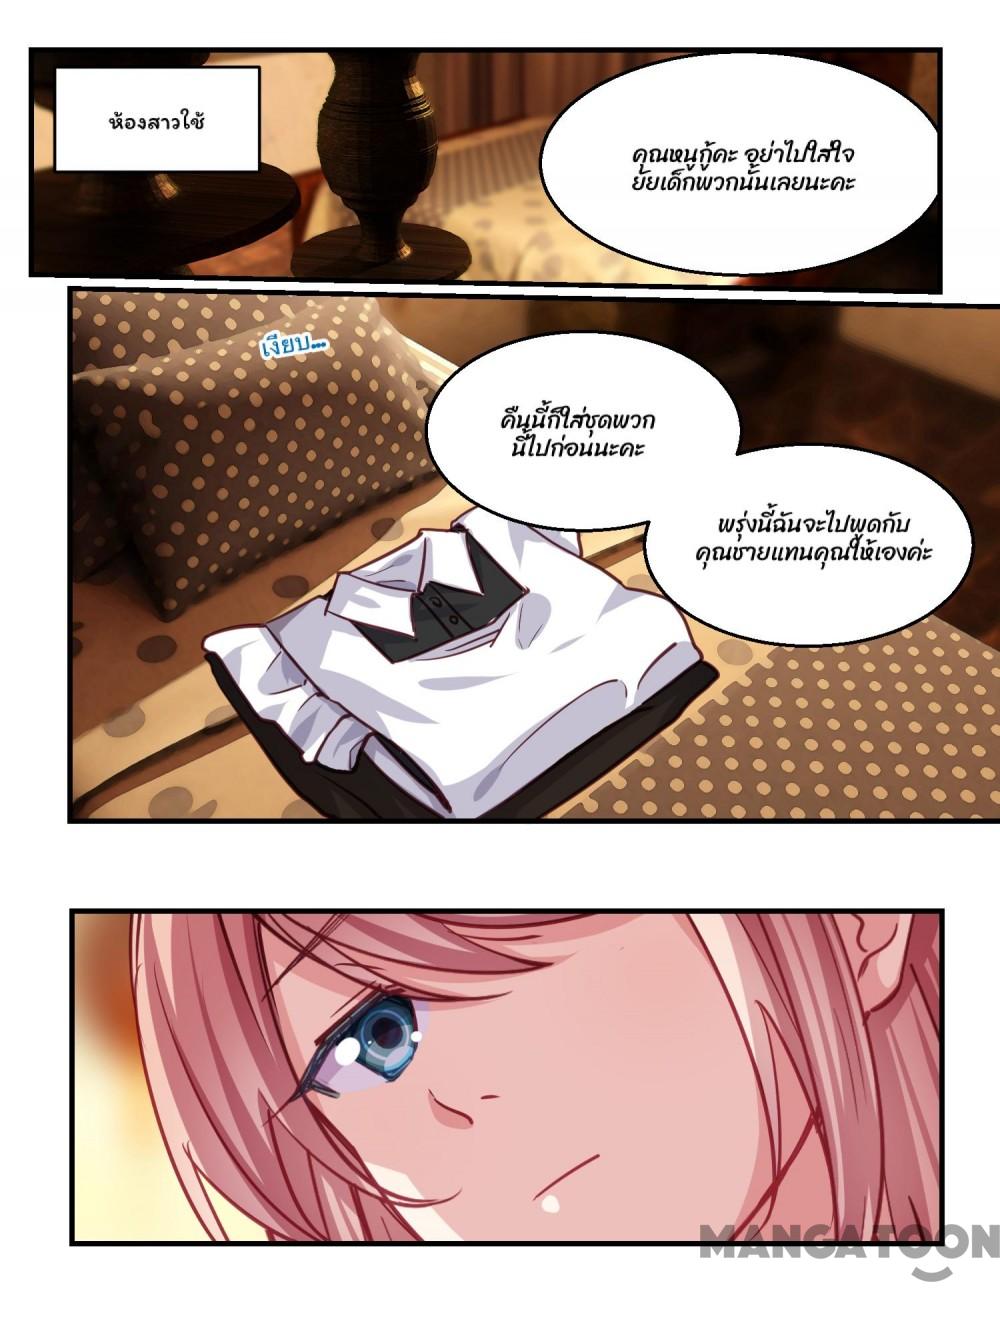 ห้องสาวใช้
คุณหนูกู้คะ อย่าไปใส่ใจ
ยัยเด็กพวกนั้นเลยนะคะ
เงียบ...
คืนนี้ก็ใส่ชุดพวก
นี้ไปก่อนนะคะ
พรุ่งนี้ฉันจะไปพูดกับ
คุณชายแทนคุณให้เองค่ะ
MANGATOON